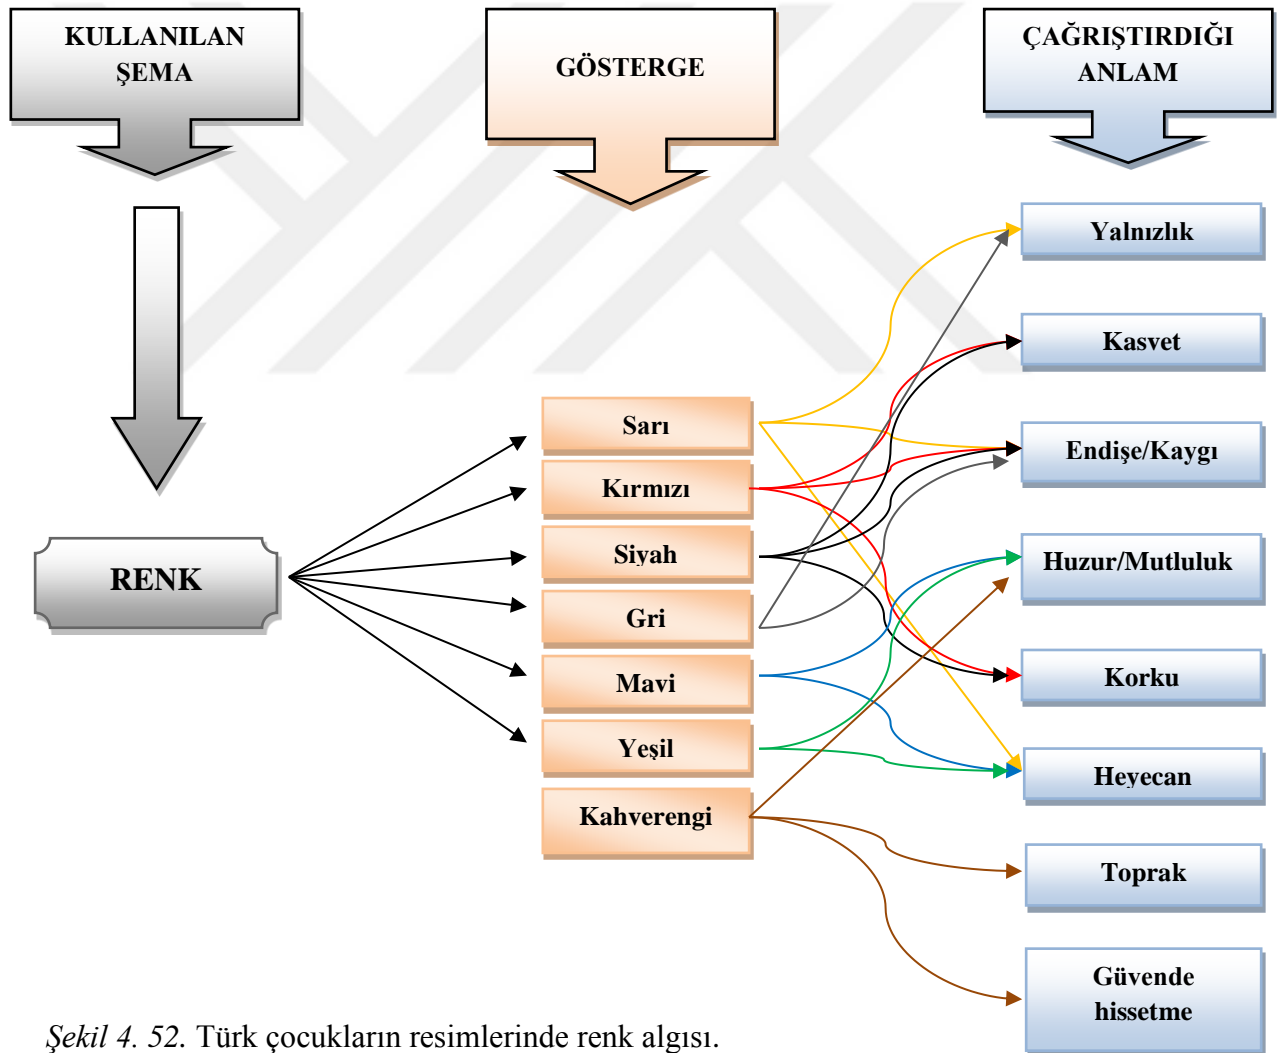 KULLANILAN
ŞEMA
GÖSTERGE
ÇAĞRIŞTIRDIĞI
ANLAM
RENK
Sarı
Kırmızı
Siyah
Gri
Mavi
Yeşil
Kahverengi
Yalnızlık
Kasvet
Endişe/Kaygı
Huzur/Mutluluk
Korku
Heyecan
Toprak
Güvende
hissetme
Şekil 4. 52. Türk çocukların resimlerinde renk algısı.